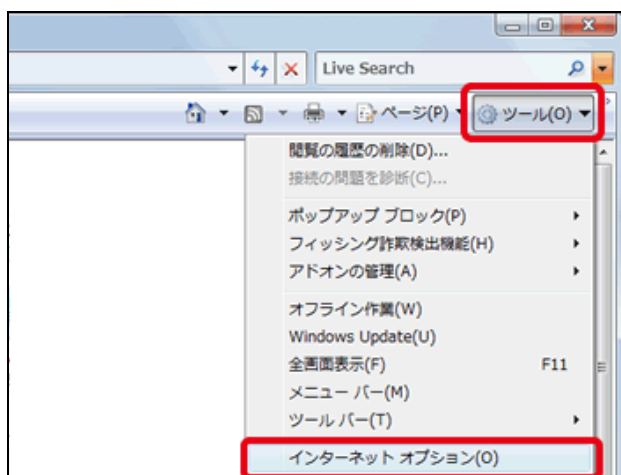 Live Search
ページ(P) ツール(O)
閲覧の履歴の削除(D)...
接続の問題を診断(C)...
ポップアップ ブロック(P)
フィッシング詐欺検出機能(H)
アドオンの管理(A)
オフライン作業(W)
Windows Update(U)
全画面表示(F) F11
メニュー バー(M)
ツール バー(T)
インターネット オプション(O)